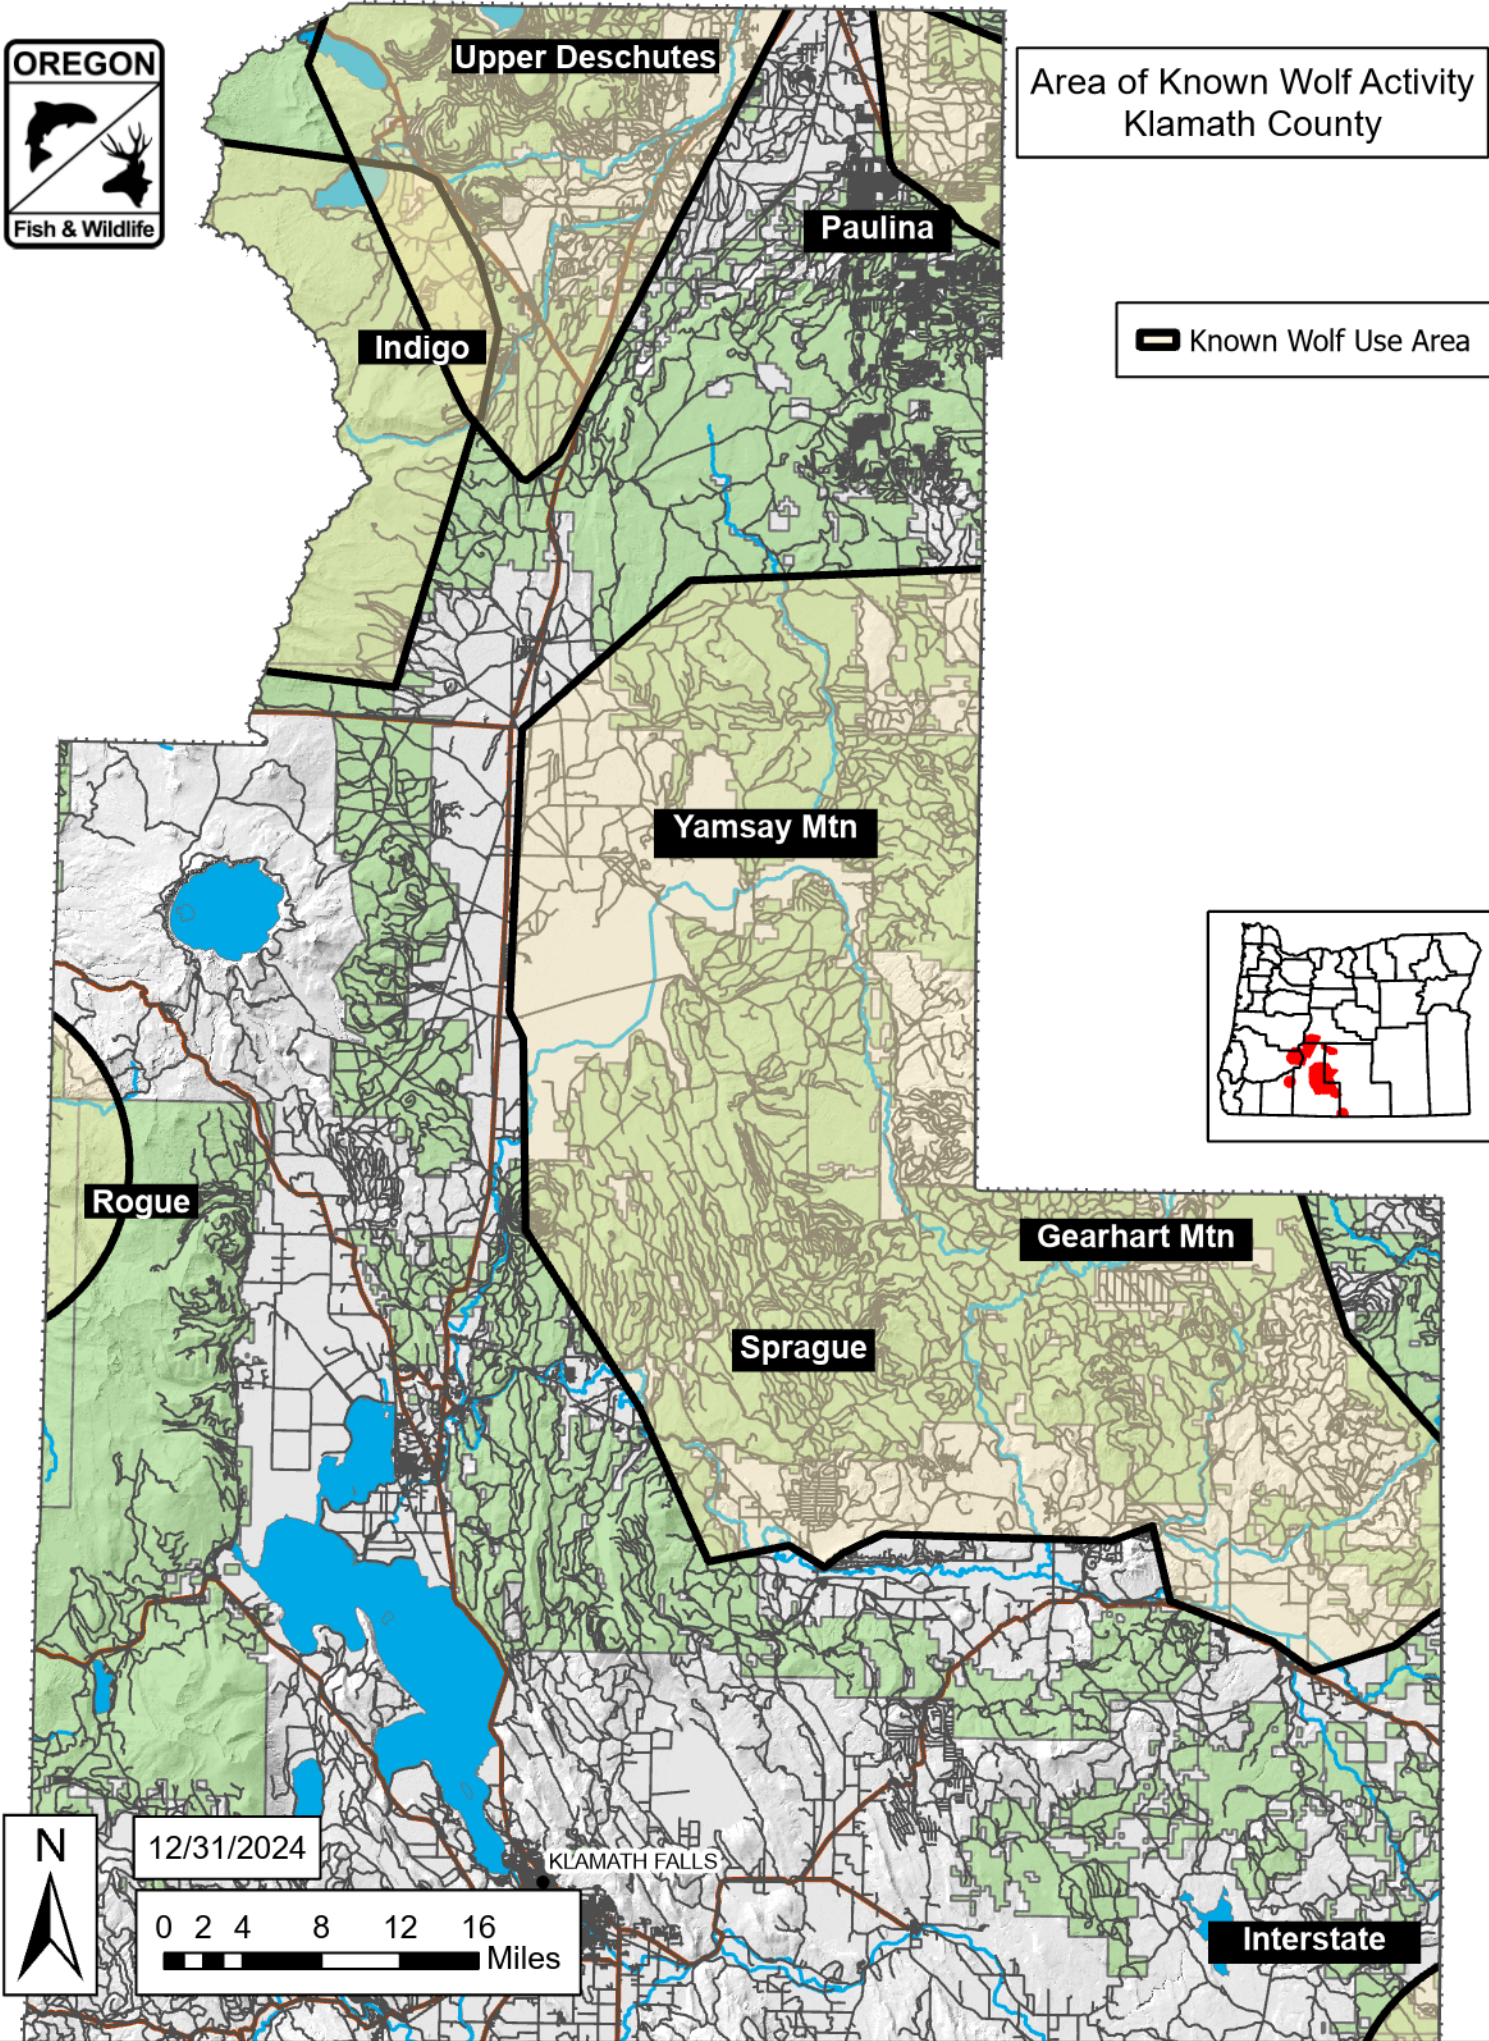 OREGON
Fish & Wildlife
Area of Known Wolf Activity
Klamath County
Upper Deschutes
Paulina
Known Wolf Use Area
Indigo
Yamsay Mtn
Rogue
Gearhart Mtn
Sprague
N
12/31/2024
KLAMATH FALLS
0 2 4 8 12 16
Miles
Interstate